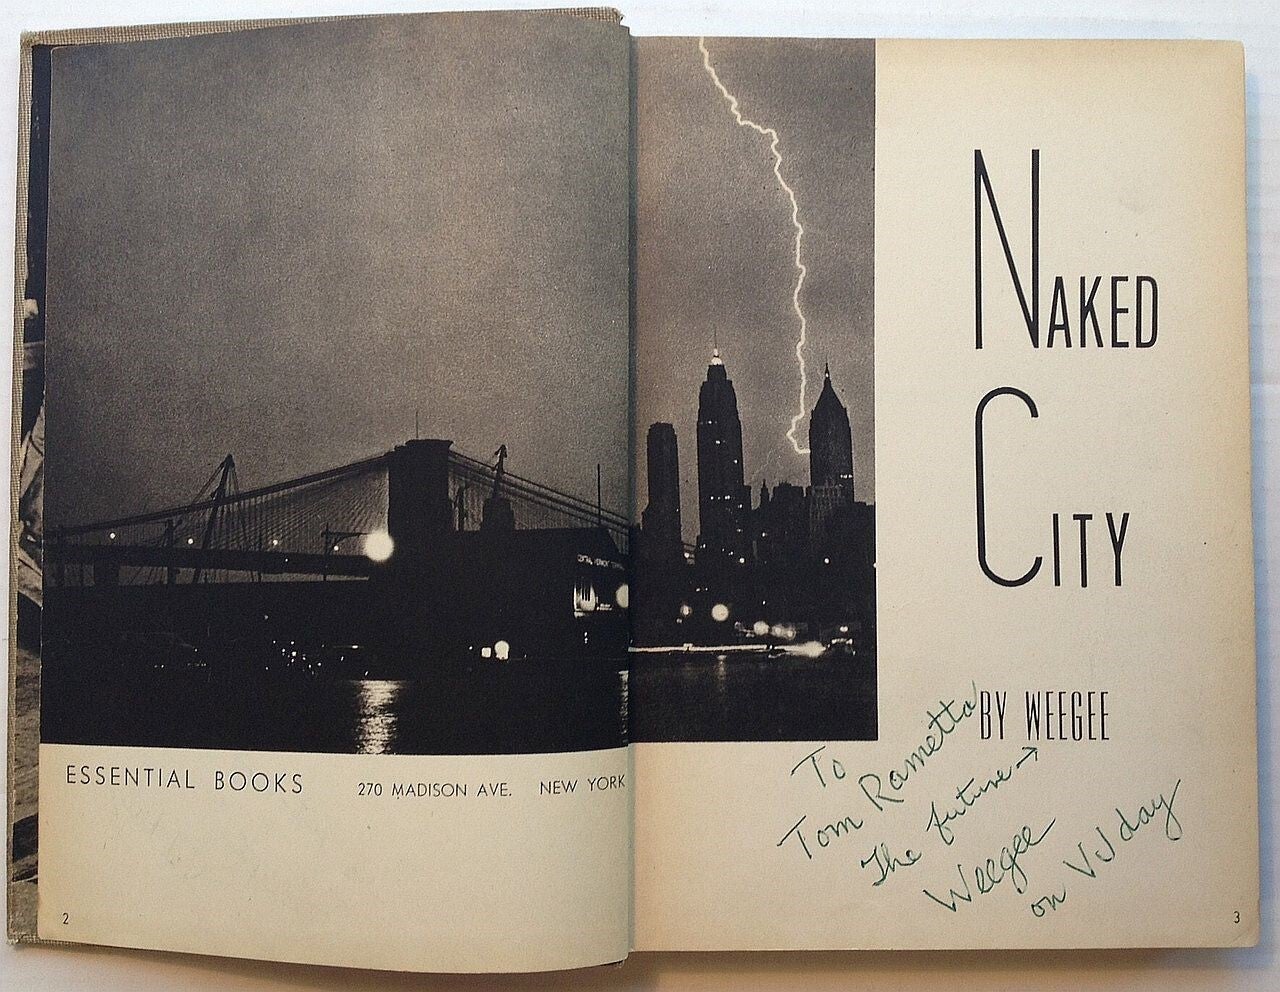 ESSENTIAL BOOKS 270 MADISON AVE. NEW YORK
2
NAKED
CITY
BY WEEGEE
To
Tom Rametta
The future →
Weegee
on VJ day
3